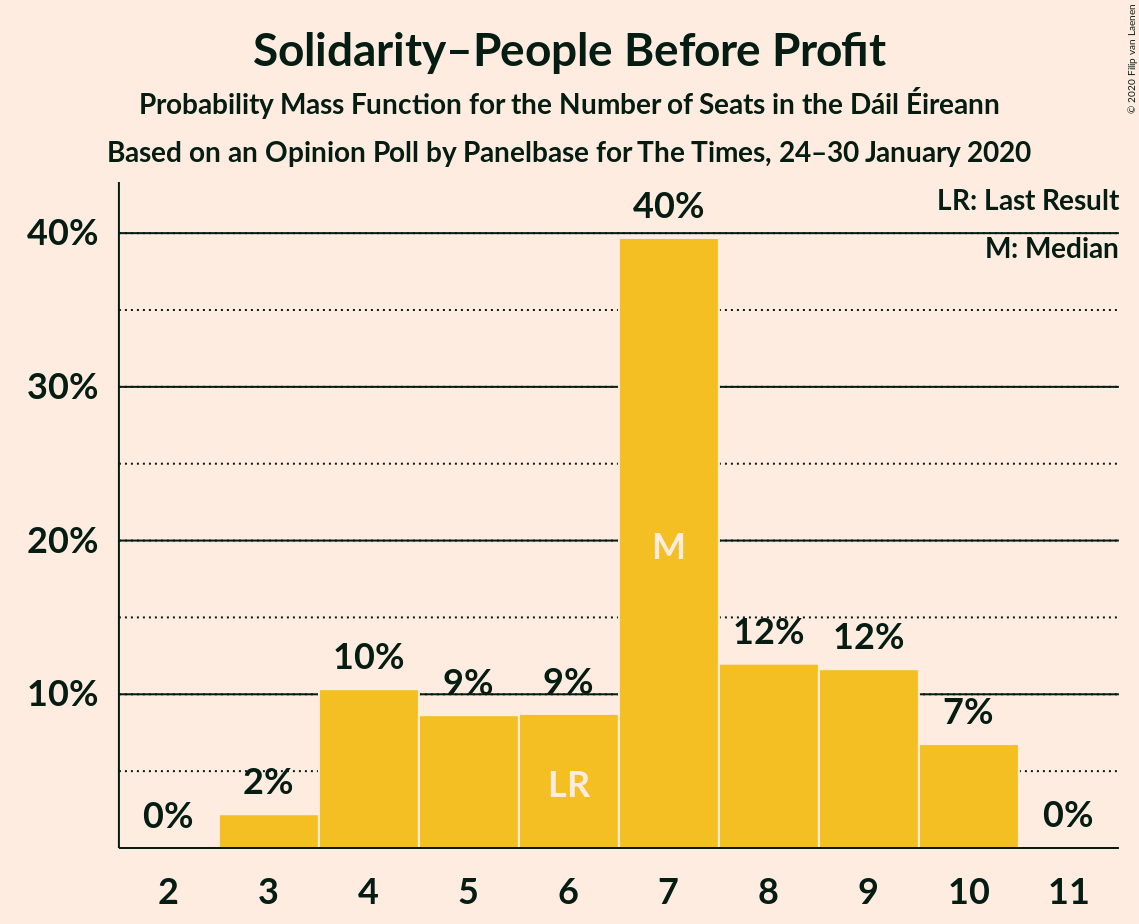 Solidarity–People Before Profit
Probability Mass Function for the Number of Seats in the Dáil Éireann
Based on an Opinion Poll by Panelbase for The Times, 24–30 January 2020
© 2020 Filip van Laenen
LR: Last Result
M: Median
40%
30%
20%
10%
0%
2%
10%
9%
9%
40%
12%
12%
7%
0%
M
LR
2 3 4 5 6 7 8 9 10 11